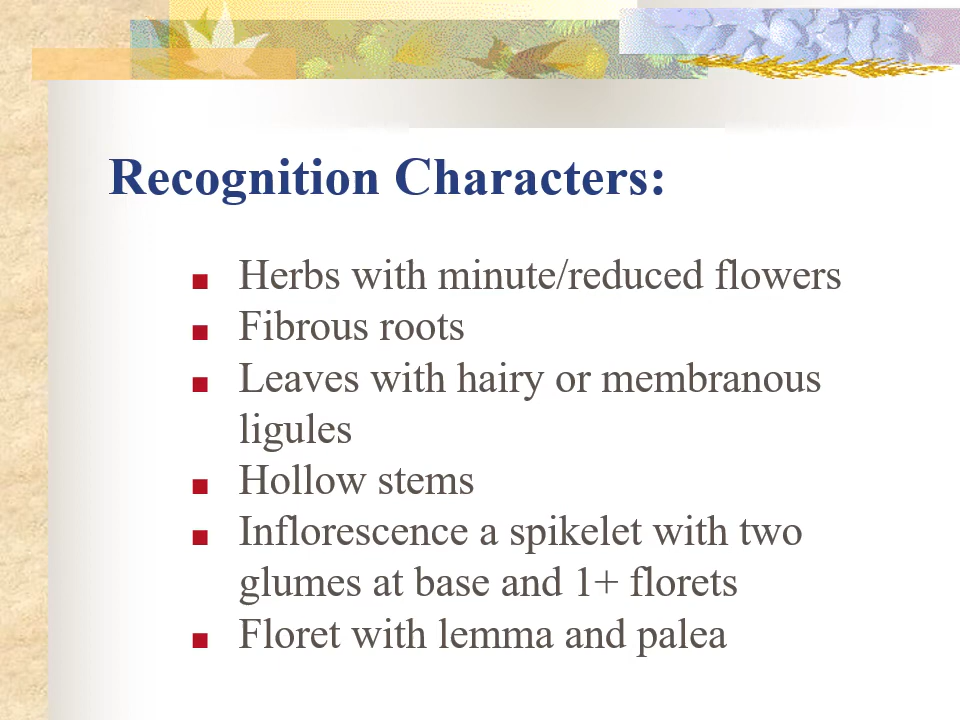 Recognition Characters:
Herbs with minute/reduced flowers
Fibrous roots
Leaves with hairy or membranous
ligules
Hollow stems
Inflorescence a spikelet with two
glumes at base and 1+ florets
Floret with lemma and palea